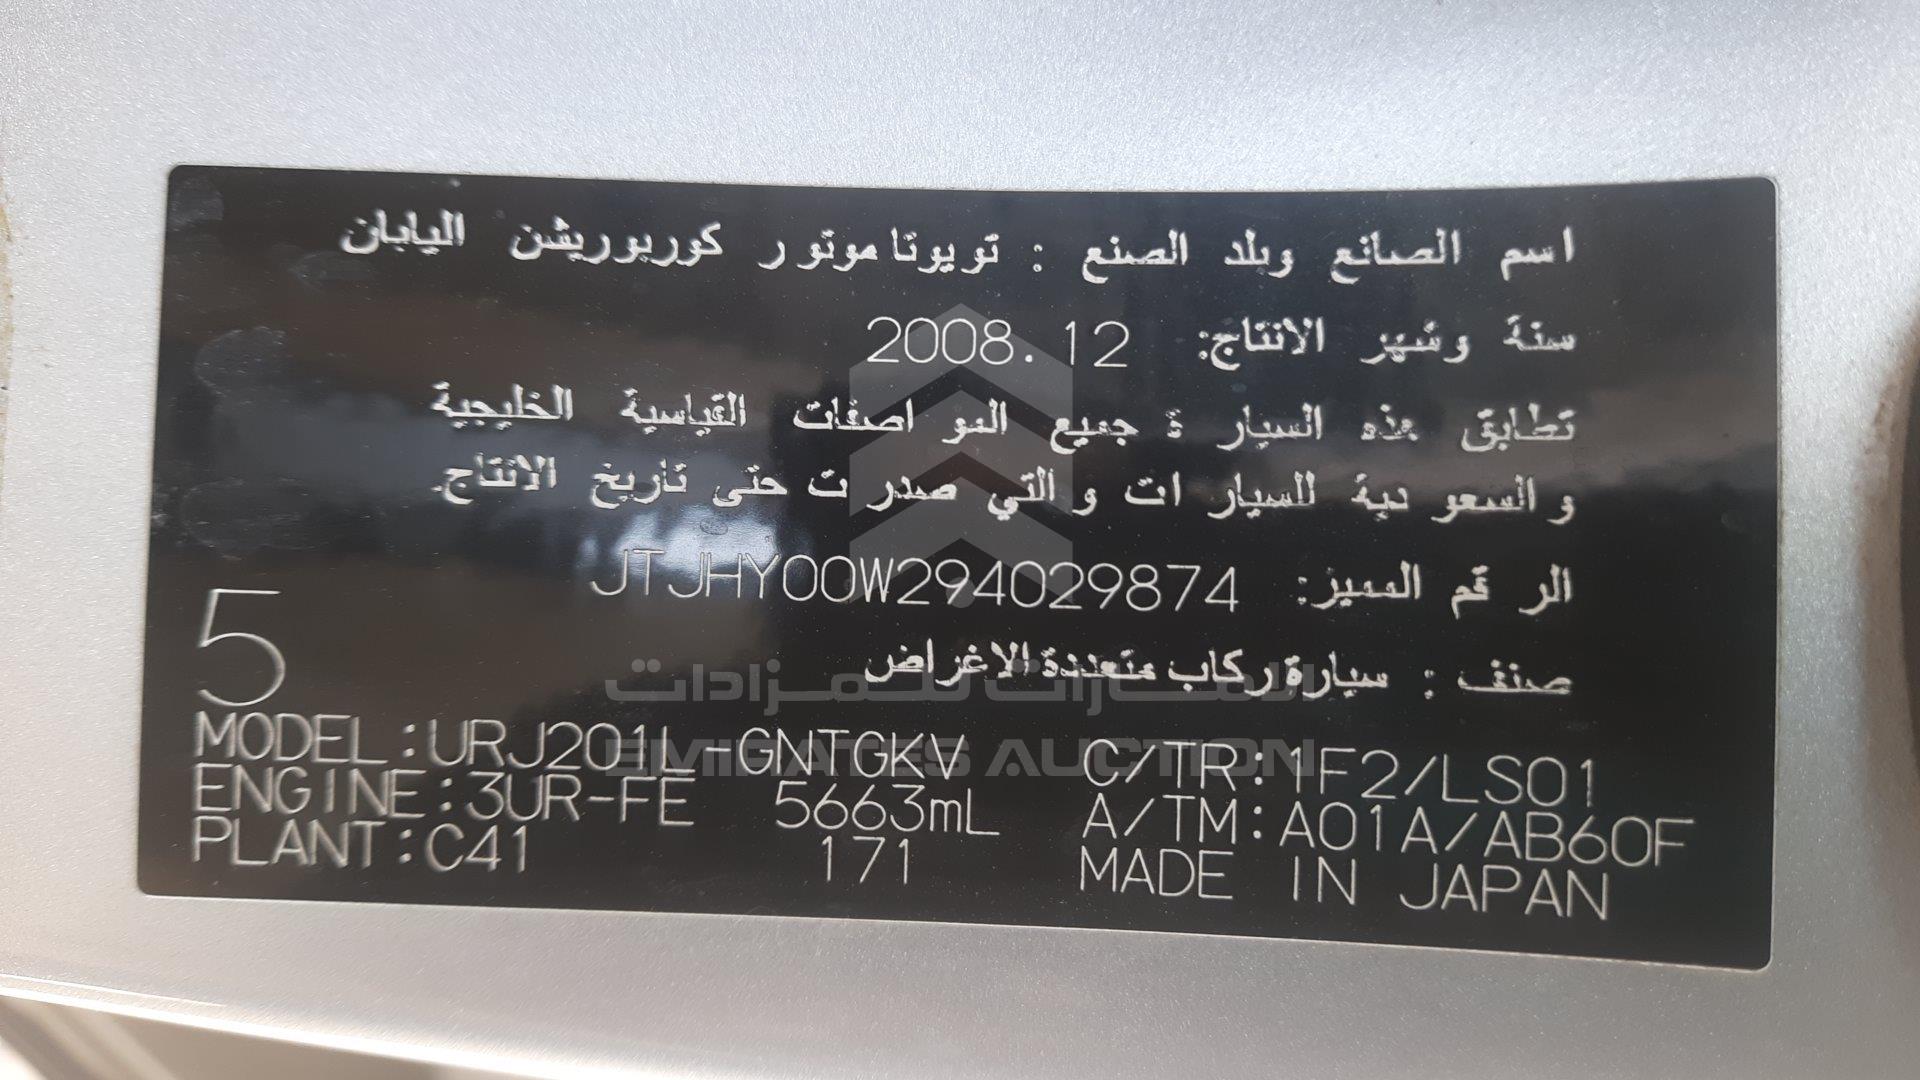 اسم الصانع وبلد الصنع : تويوتا موتور كوربوريشن اليابان
سنة وشهر الانتاج: 2008.12
تطابق هذه السيارة جميع المواصفات القياسية الخليجية
والسعودية للسيارات والتي صدرت حتى تاريخ الانتاج.
الرقم المميز: JTJHY00W294029874
صنف : سيارة ركاب متعددة الاغراض
5
الامارات للمزادات
EMIRATES AUCTION
MODEL:URJ201L-GNTGKV C/TR:1F2/LS01
ENGINE:3UR-FE 5663mL A/TM:A01A/AB60F
PLANT:C41 171 MADE IN JAPAN